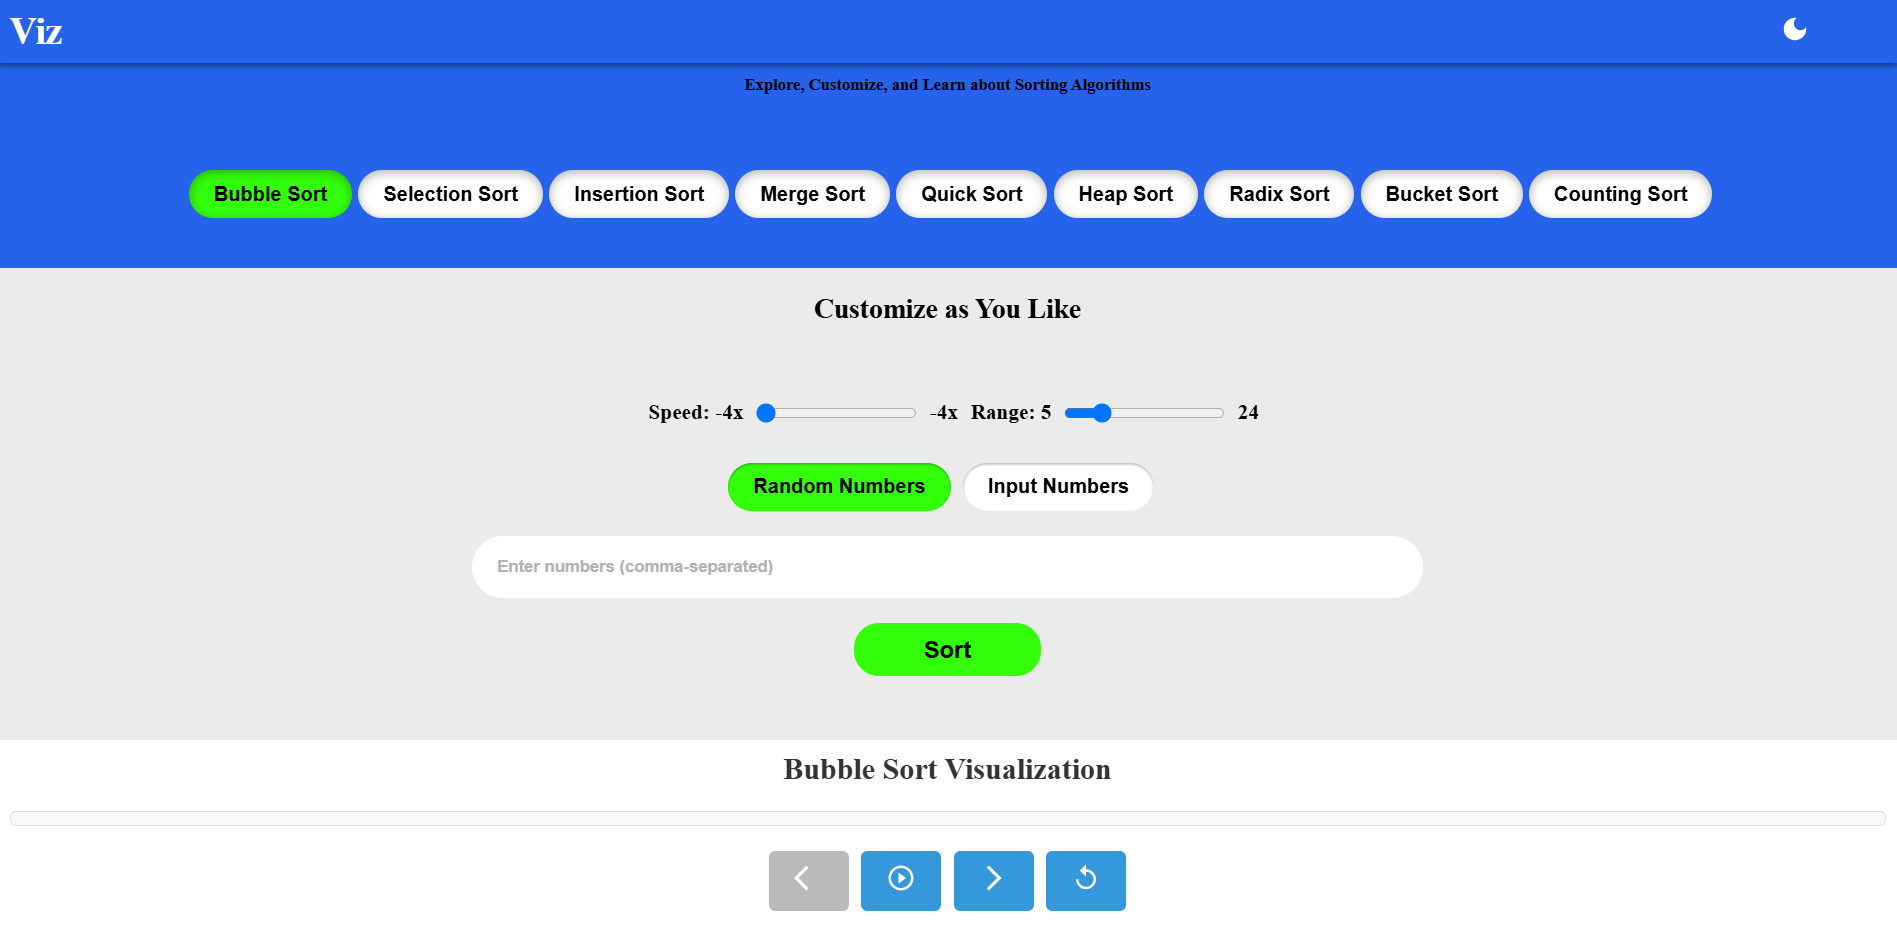 Viz
Explore, Customize, and Learn about Sorting Algorithms
Bubble Sort Selection Sort Insertion Sort Merge Sort Quick Sort Heap Sort Radix Sort Bucket Sort Counting Sort
Customize as You Like
Speed: -4x -4x Range: 5 24
Random Numbers Input Numbers
Enter numbers (comma-separated)
Sort
Bubble Sort Visualization